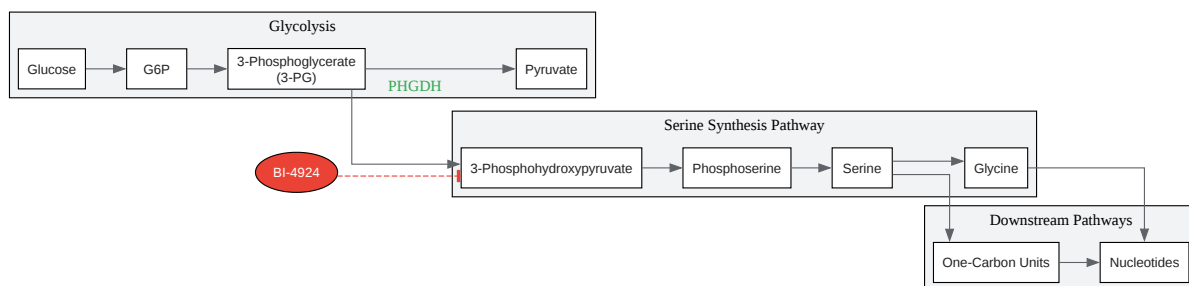 Glycolysis
Glucose
G6P
3-Phosphoglycerate
(3-PG)
Pyruvate
PHGDH
Serine Synthesis Pathway
BI-4924
3-Phosphohydroxypyruvate
Phosphoserine
Serine
Glycine
Downstream Pathways
One-Carbon Units
Nucleotides